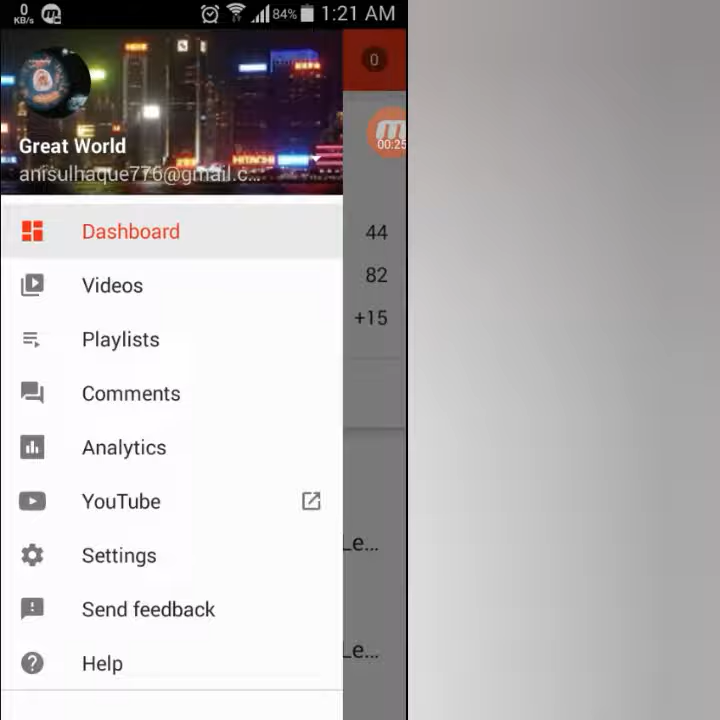 0
KB/s
84%
1:21 AM
0
00:25
HITACHI
Great World
anisulhaque776@gmail.c...
Dashboard
44
Videos
82
+15
Playlists
Comments
Analytics
YouTube
Le...
Settings
Send feedback
Le...
Help